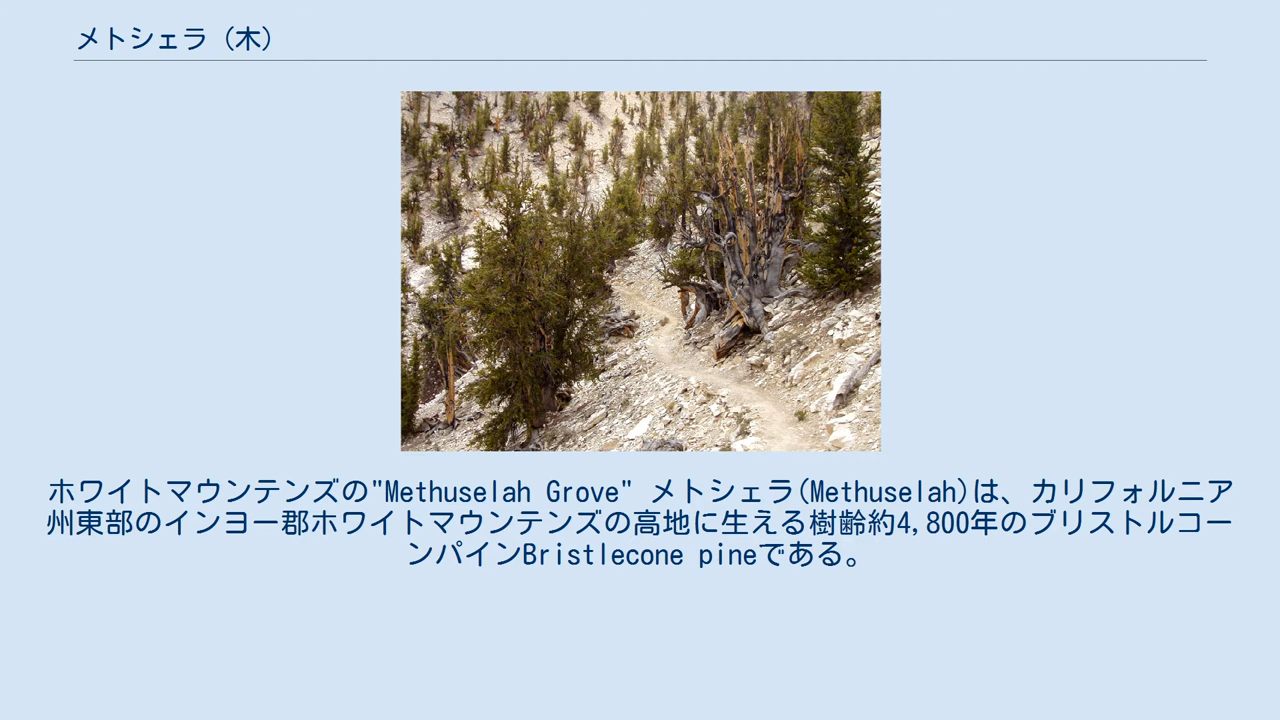 メトシェラ（木）
ホワイトマウンテンズの"Methuselah Grove" メトシェラ(Methuselah)は、カリフォルニア
州東部のインヨー郡ホワイトマウンテンズの高地に生える樹齢約4,800年のブリストルコー
ンパインBristlecone pineである。